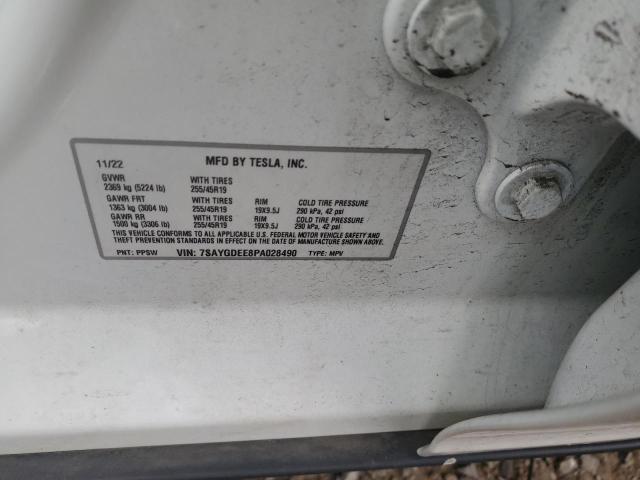 11/22 MFD BY TESLA, INC.
GVWR WITH TIRES
2369 kg (5224 lb) 255/45R19
GAWR FRT WITH TIRES RIM COLD TIRE PRESSURE
1363 kg (3004 lb) 255/45R19 19X9.5J 290 kPa, 42 psi
GAWR RR WITH TIRES RIM COLD TIRE PRESSURE
1500 kg (3306 lb) 255/45R19 19X9.5J 290 kPa, 42 psi
THIS VEHICLE CONFORMS TO ALL APPLICABLE U.S. FEDERAL MOTOR VEHICLE SAFETY AND
THEFT PREVENTION STANDARDS IN EFFECT ON THE DATE OF MANUFACTURE SHOWN ABOVE.
PNT: PPSW VIN: 7SAYGDEE8PA028490 TYPE: MPV